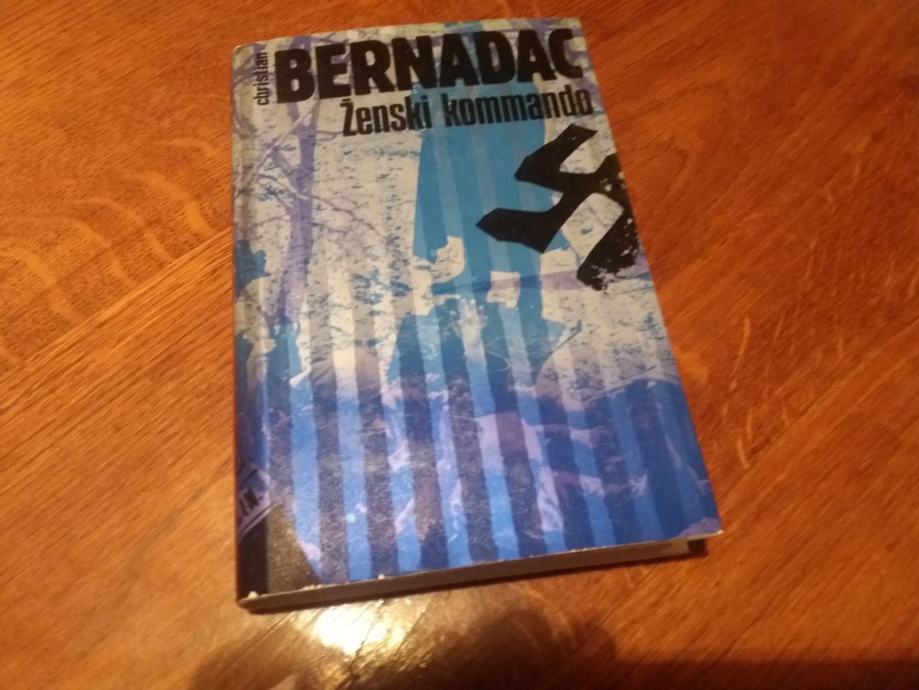 christian
BERNADAC
Ženski kommando